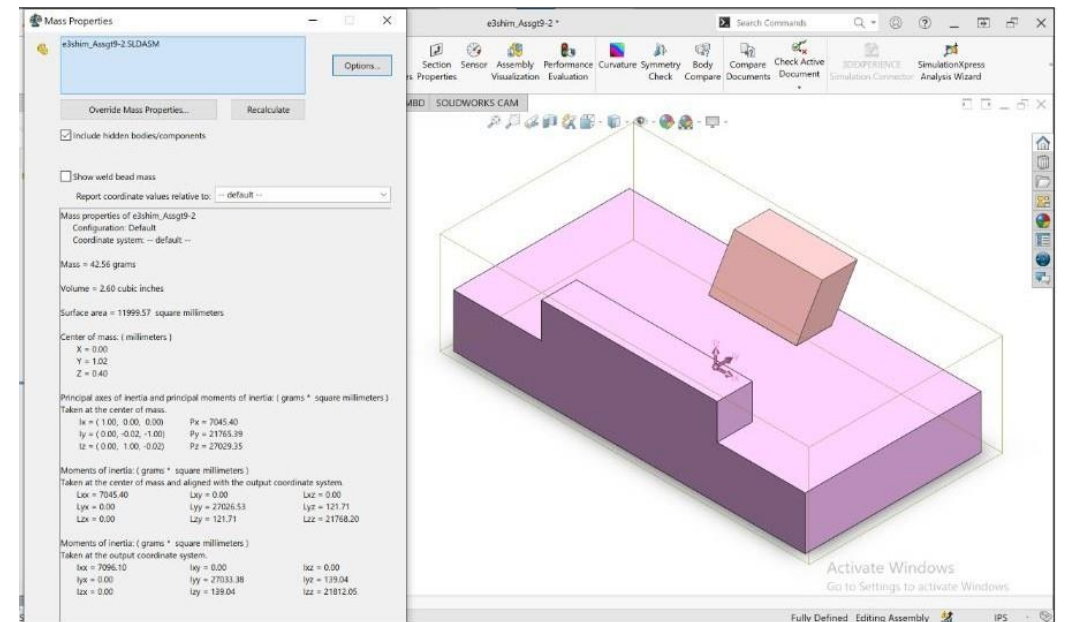 Mass Properties
e3shim_Assgt9-2.SLDASM
Options...
Override Mass Properties...
Recalculate
Include hidden bodies/components
Show weld bead mass
Report coordinate values relative to: -- default --
Mass properties of e3shim_Assgt9-2
Configuration: Default
Coordinate system: -- default --
Mass = 42.56 grams
Volume = 2.60 cubic inches
Surface area = 11999.57 square millimeters
Center of mass: ( millimeters )
X = 0.00
Y = 1.02
Z = 0.40
Principal axes of inertia and principal moments of inertia: ( grams * square millimeters )
Taken at the center of mass.
Ix = ( 1.00, 0.00, 0.00) Px = 7045.40
Iy = ( 0.00, -0.02, -1.00) Py = 21765.39
Iz = ( 0.00, 1.00, -0.02) Pz = 27029.35
Moments of inertia: ( grams * square millimeters )
Taken at the center of mass and aligned with the output coordinate system.
Lxx = 7045.40 Lxy = 0.00 Lxz = 0.00
Lyx = 0.00 Lyy = 27026.53 Lyz = 121.71
Lzx = 0.00 Lzy = 121.71 Lzz = 21768.20
Moments of inertia: ( grams * square millimeters )
Taken at the output coordinate system.
Ixx = 7096.10 Ixy = 0.00 Ixz = 0.00
Iyx = 0.00 Iyy = 27033.38 Iyz = 139.04
Izx = 0.00 Izy = 139.04 Izz = 21812.05
e3shim_Assgt9-2 *
Search Commands
Section Properties
Sensor
Assembly Visualization
Performance Evaluation
Curvature
Symmetry Check
Body Compare
Compare Documents
Check Active Document
3DEXPERIENCE Simulation Connector
SimulationXpress Analysis Wizard
MBD
SOLIDWORKS CAM
Activate Windows
Go to Settings to activate Windows.
Fully Defined Editing Assembly IPS